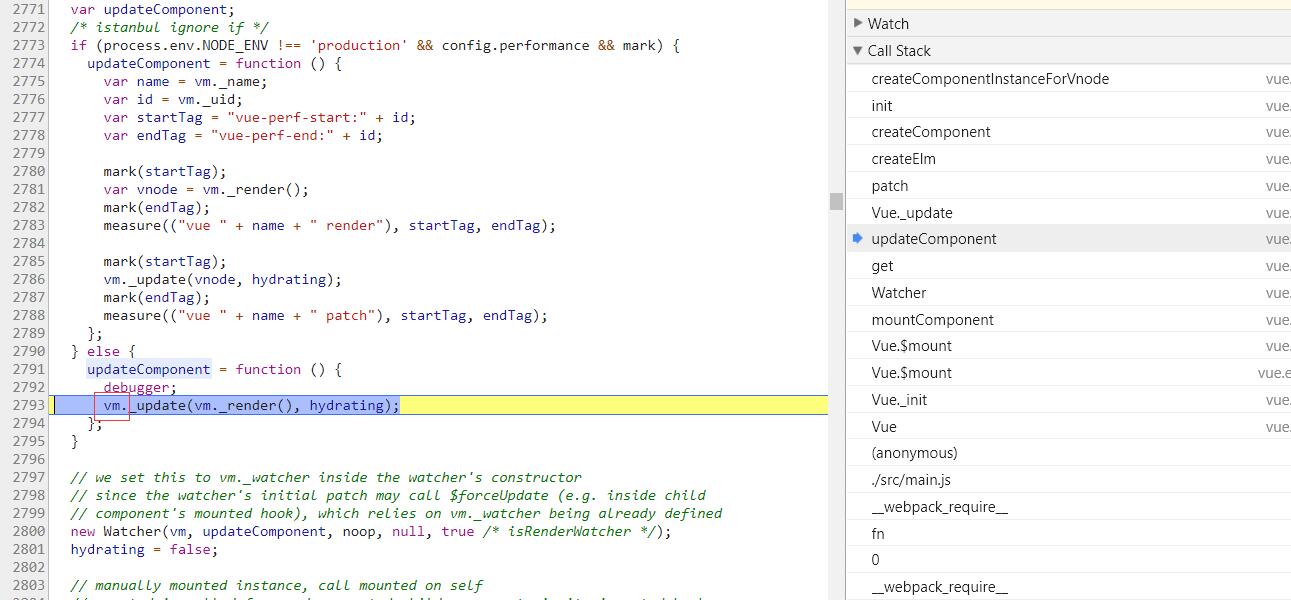 2771 var updateComponent;
2772 /* istanbul ignore if */
2773 if (process.env.NODE_ENV !== 'production' && config.performance && mark) {
2774 updateComponent = function () {
2775 var name = vm._name;
2776 var id = vm._uid;
2777 var startTag = "vue-perf-start:" + id;
2778 var endTag = "vue-perf-end:" + id;
2779
2780 mark(startTag);
2781 var vnode = vm._render();
2782 mark(endTag);
2783 measure(("vue " + name + " render"), startTag, endTag);
2784
2785 mark(startTag);
2786 vm._update(vnode, hydrating);
2787 mark(endTag);
2788 measure(("vue " + name + " patch"), startTag, endTag);
2789 };
2790 } else {
2791 updateComponent = function () {
2792 debugger;
2793 vm._update(vm._render(), hydrating);
2794 };
2795 }
2796
2797 // we set this to vm._watcher inside the watcher's constructor
2798 // since the watcher's initial patch may call $forceUpdate (e.g. inside child
2799 // component's mounted hook), which relies on vm._watcher being already defined
2800 new Watcher(vm, updateComponent, noop, null, true /* isRenderWatcher */);
2801 hydrating = false;
2802
2803 // manually mounted instance, call mounted on self
Watch
Call Stack
createComponentInstanceForVnode vue.
init vue.
createComponent vue.
createElm vue.
patch vue.
Vue._update vue.
updateComponent vue.
get vue.
Watcher vue.
mountComponent vue.
Vue.$mount vue.
Vue.$mount vue.e
Vue._init vue.
Vue vue.
(anonymous)
./src/main.js
__webpack_require__
fn
0
__webpack_require__